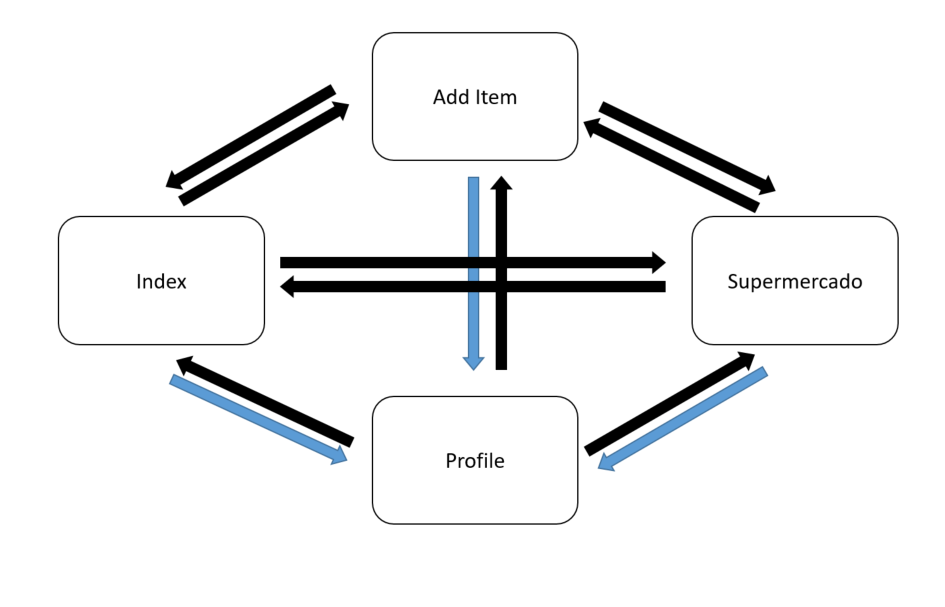 Add Item
Index
Supermercado
Profile